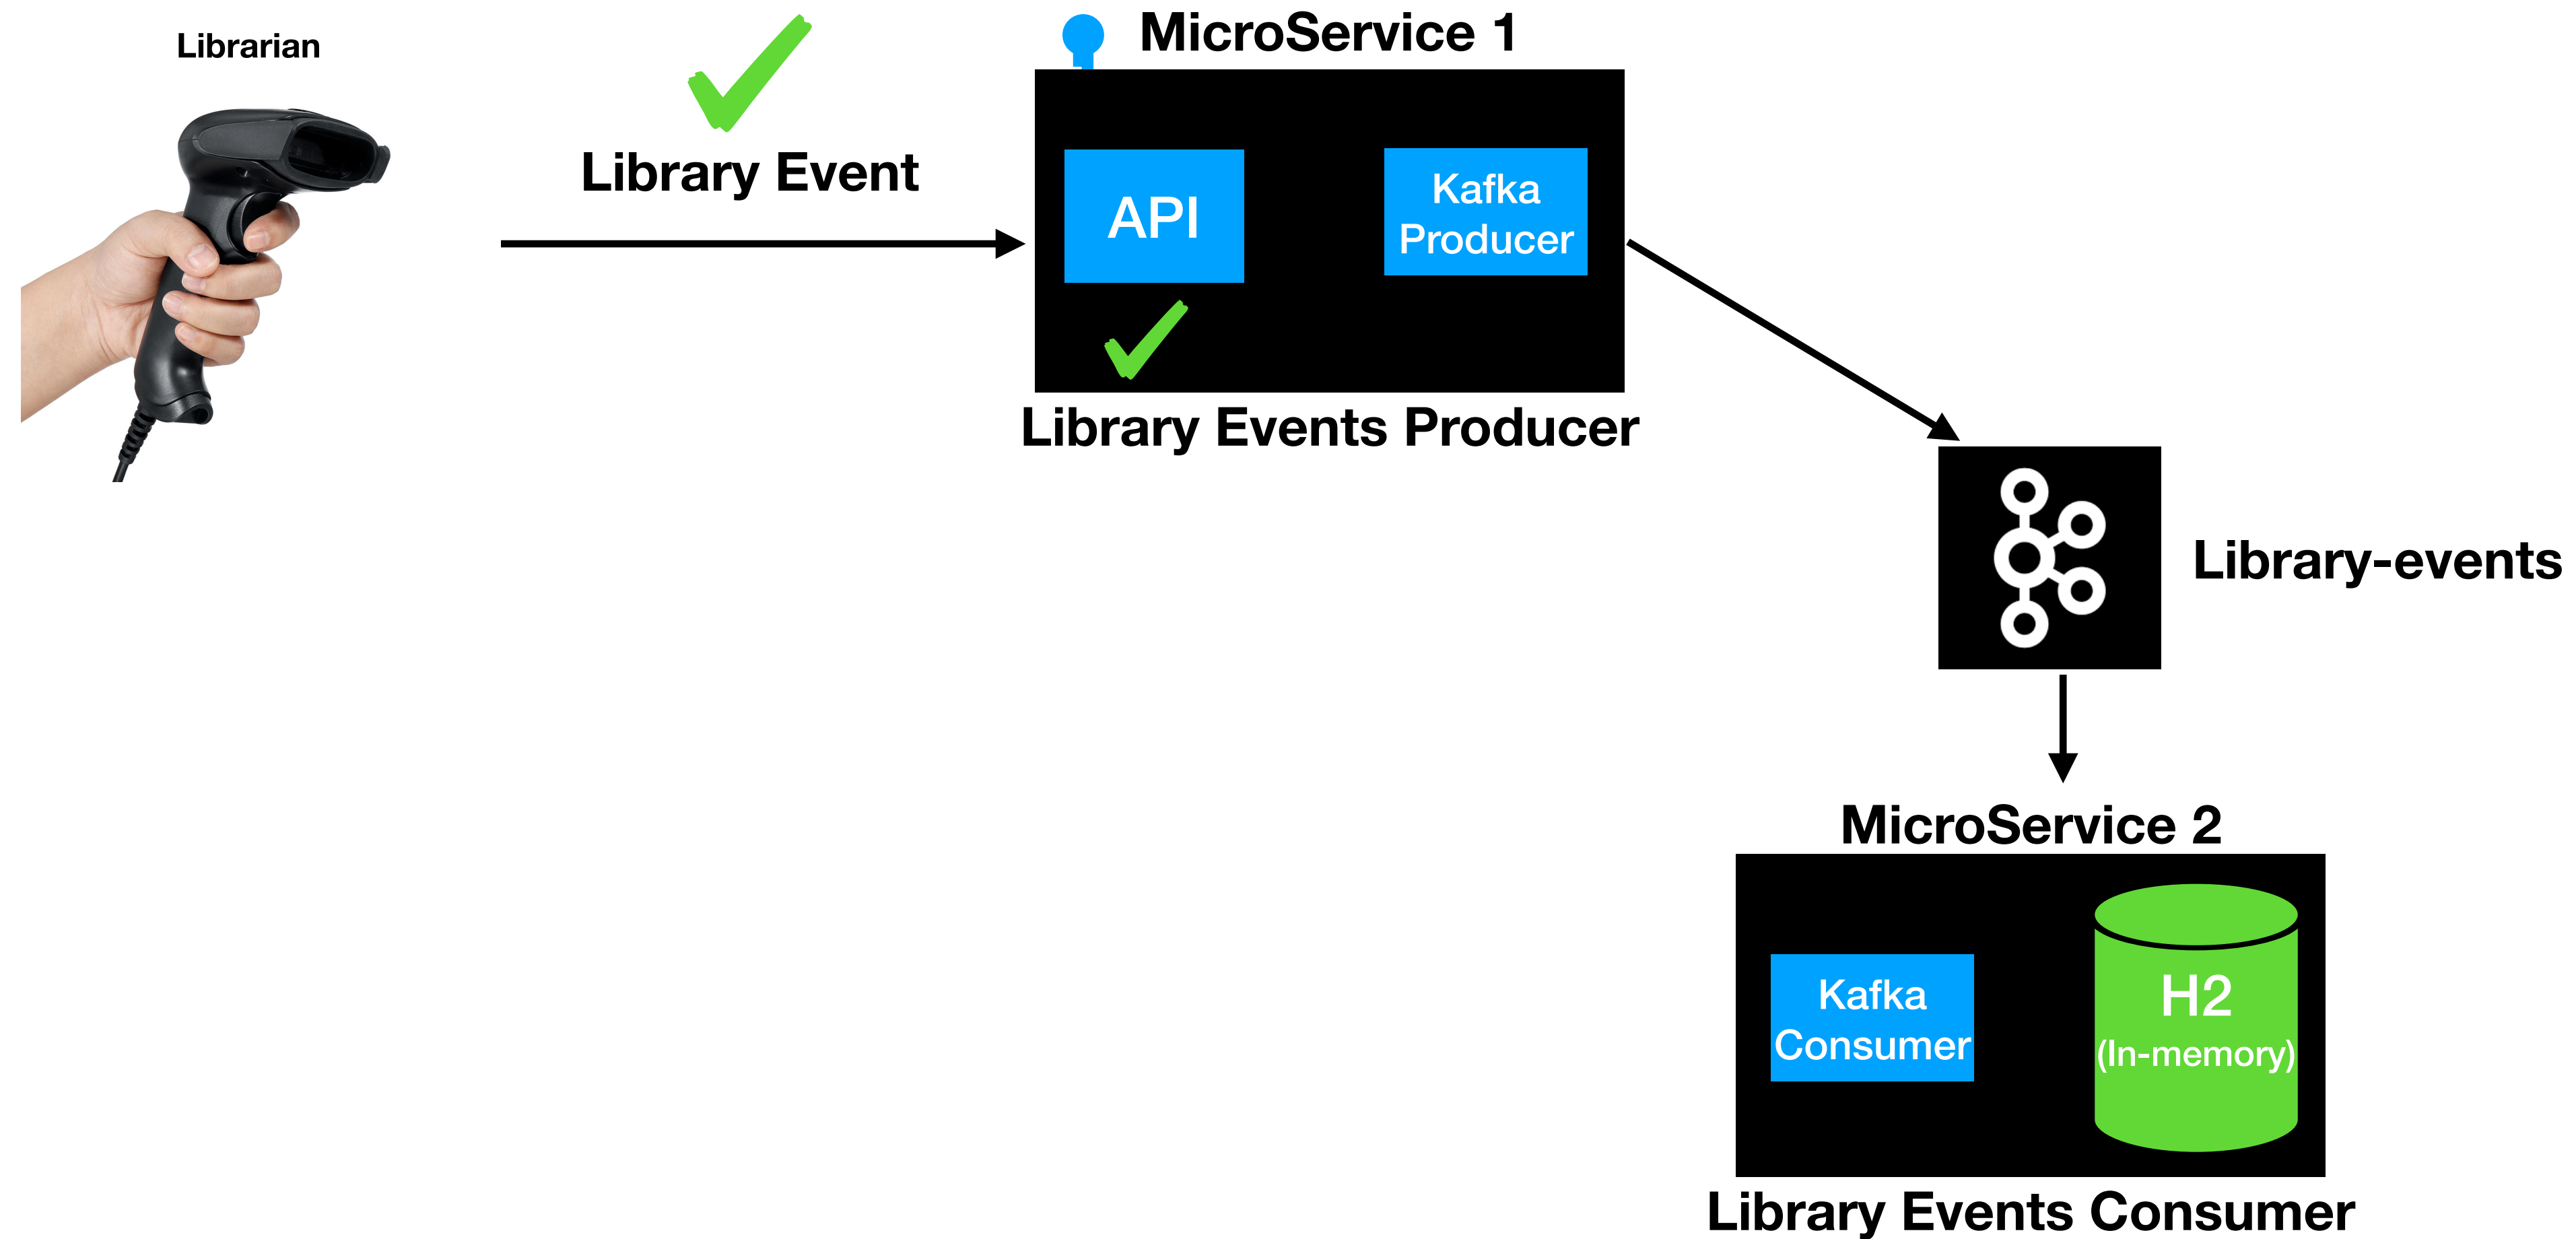 Librarian
MicroService 1
Library Event
API
Kafka
Producer
Library Events Producer
Library-events
MicroService 2
Kafka
Consumer
H2
(In-memory)
Library Events Consumer